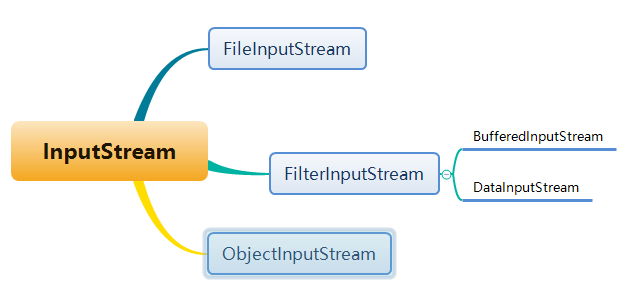 FileInputStream
InputStream
FilterInputStream
BufferedInputStream
DataInputStream
ObjectInputStream